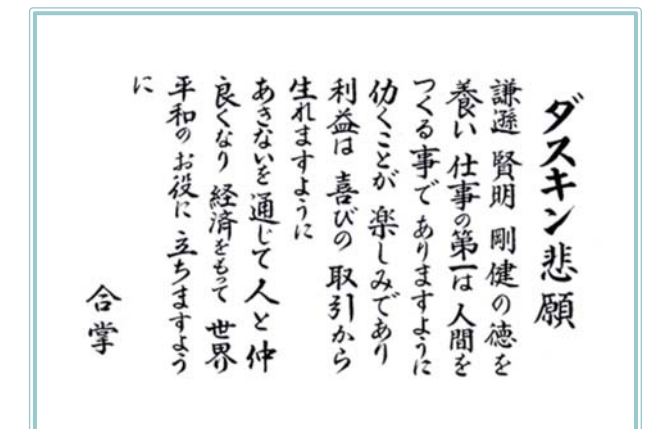 ダスキン悲願
謙遜 賢明 剛健の徳を
養い 仕事の第一は 人間を
つくる事で ありますように
仂くことが 楽しみであり
利益は 喜びの 取引から
生れますように
あきないを 通じて 人と 仲
良くなり 経済をもって 世界
平和の お役に 立ちますよう
に
合掌